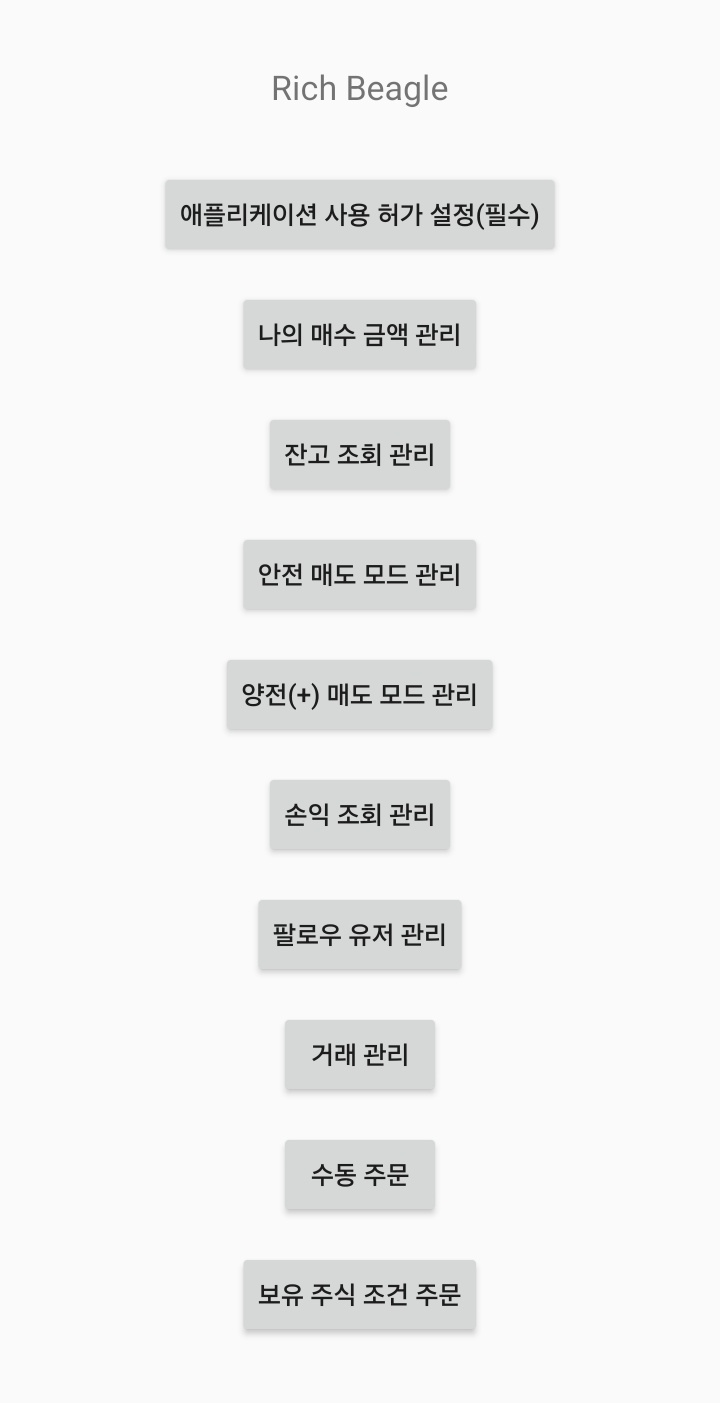 Rich Beagle
애플리케이션 사용 허가 설정(필수)
나의 매수 금액 관리
잔고 조회 관리
안전 매도 모드 관리
양전(+) 매도 모드 관리
손익 조회 관리
팔로우 유저 관리
거래 관리
수동 주문
보유 주식 조건 주문